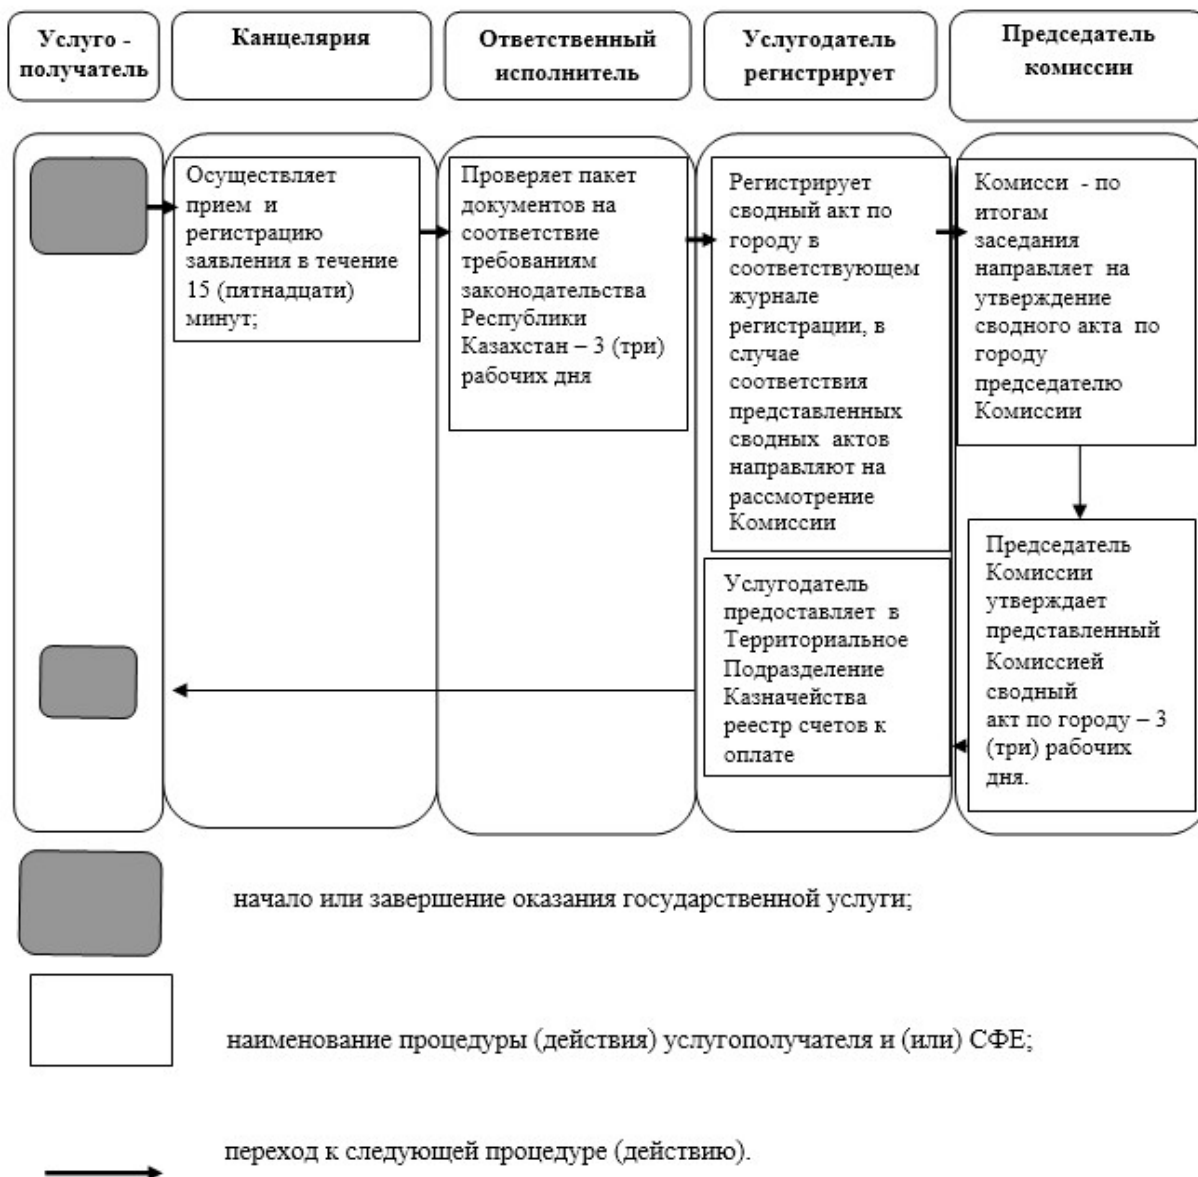 Услуго -
получатель
Канцелярия
Ответственный
исполнитель
Услугодатель
регистрирует
Председатель
комиссии
Осуществляет
прием и
регистрацию
заявления в течение
15 (пятнадцати)
минут;
Проверяет пакет
документов на
соответствие
требованиям
законодательства
Республики
Казахстан – 3 (три)
рабочих дня
Регистрирует
сводный акт по
городу в
соответствующем
журнале
регистрации, в
случае
соответствия
представленных
сводных актов
направляют на
рассмотрение
Комиссии
Комисси - по
итогам
заседания
направляет на
утверждение
сводного акта по
городу
председателю
Комиссии
Председатель
Комиссии
утверждает
представленный
Комиссией
сводный
акт по городу – 3
(три) рабочих
дня.
Услугодатель
предоставляет в
Территориальное
Подразделение
Казначейства
реестр счетов к
оплате
начало или завершение оказания государственной услуги;
наименование процедуры (действия) услугополучателя и (или) СФЕ;
переход к следующей процедуре (действию).